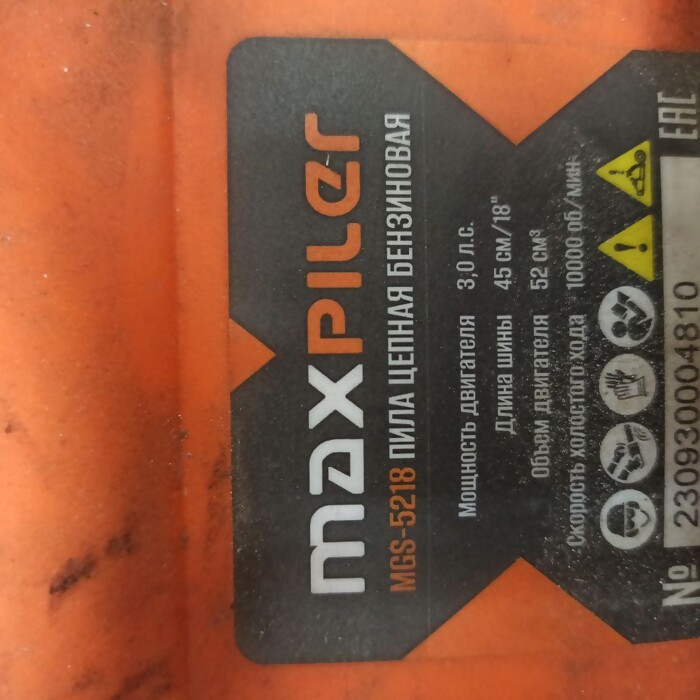 maxPILer
MGS-5218 ПИЛА ЦЕПНАЯ БЕНЗИНОВАЯ
Мощность двигателя 3,0 л.с.
Длина шины 45 см/18"
Объем двигателя 52 см³
Скорость холостого хода 10000 об/мин
№ 230930004810 EAC